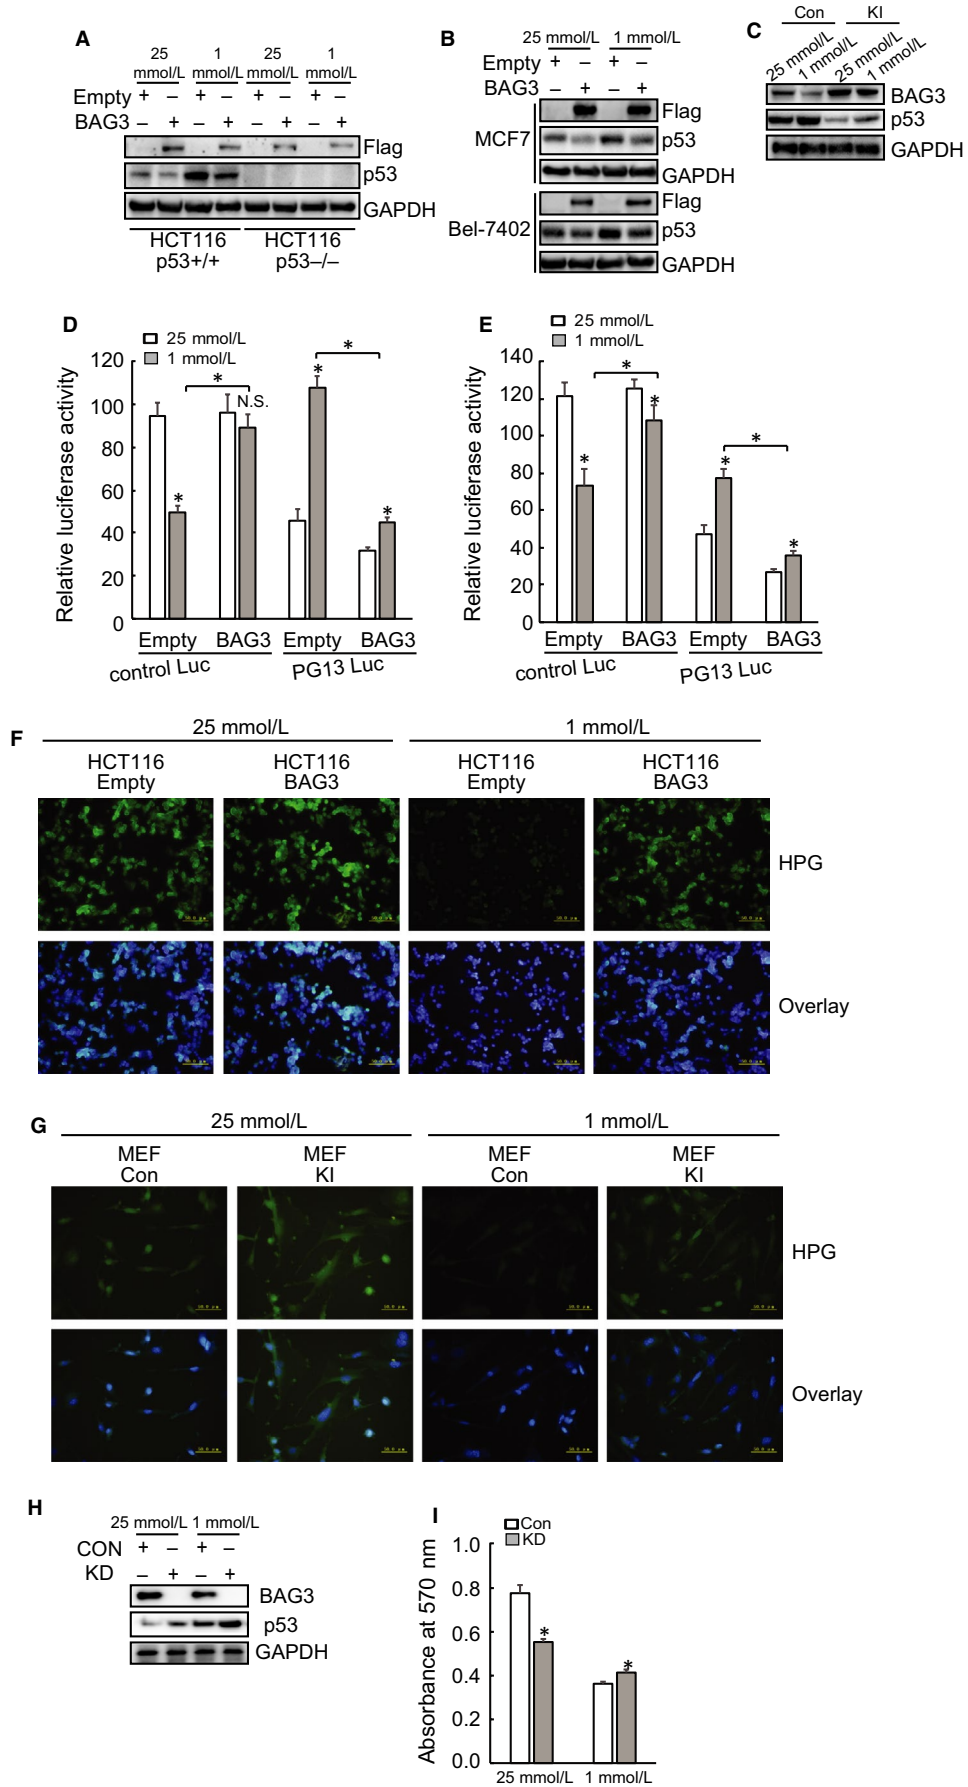 A
25 1 25 1
mmol/L mmol/L mmol/L mmol/L
Empty + – + – + – + –
BAG3 – + – + – + – +
Flag
p53
GAPDH
HCT116 HCT116
p53+/+ p53–/–
B
25 mmol/L 1 mmol/L
Empty + – + –
BAG3 – + – +
Flag
MCF7 p53
GAPDH
Flag
Bel-7402 p53
GAPDH
C
Con KI
25 mmol/L 1 mmol/L 25 mmol/L 1 mmol/L
BAG3
p53
GAPDH
D
25 mmol/L
1 mmol/L
Relative luciferase activity
120
100
80
60
40
20
0
* * N.S. * * *
Empty BAG3 Empty BAG3
control Luc PG13 Luc
E
25 mmol/L
1 mmol/L
Relative luciferase activity
140
120
100
80
60
40
20
0
* * * * * *
Empty BAG3 Empty BAG3
control Luc PG13 Luc
F
25 mmol/L 1 mmol/L
HCT116 HCT116 HCT116 HCT116
Empty BAG3 Empty BAG3
HPG
Overlay
G
25 mmol/L 1 mmol/L
MEF MEF MEF MEF
Con KI Con KI
HPG
Overlay
H
25 mmol/L 1 mmol/L
CON + – + –
KD – + – +
BAG3
p53
GAPDH
I
Con
KD
Absorbance at 570 nm
1.0
0.8
0.6
0.4
0.2
0.0
* *
25 mmol/L 1 mmol/L